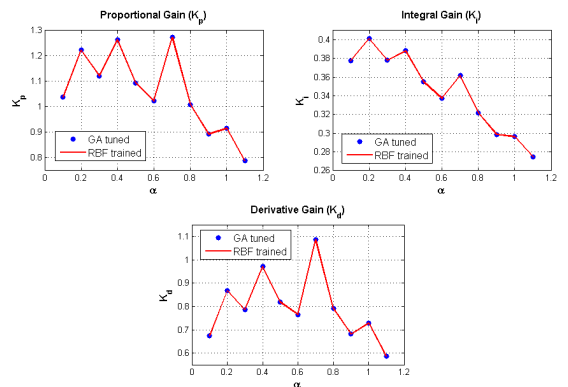 Proportional Gain (Kp)
1.3
1.2
1.1
1
0.9
0.8
Kp
GA tuned
RBF trained
0 0.2 0.4 0.6 0.8 1 1.2
α
Integral Gain (KI)
0.4
0.38
0.36
0.34
0.32
0.3
0.28
0.26
KI
GA tuned
RBF trained
0 0.2 0.4 0.6 0.8 1 1.2
α
Derivative Gain (Kd)
1.1
1
0.9
0.8
0.7
0.6
Kd
GA tuned
RBF trained
0 0.2 0.4 0.6 0.8 1 1.2
α